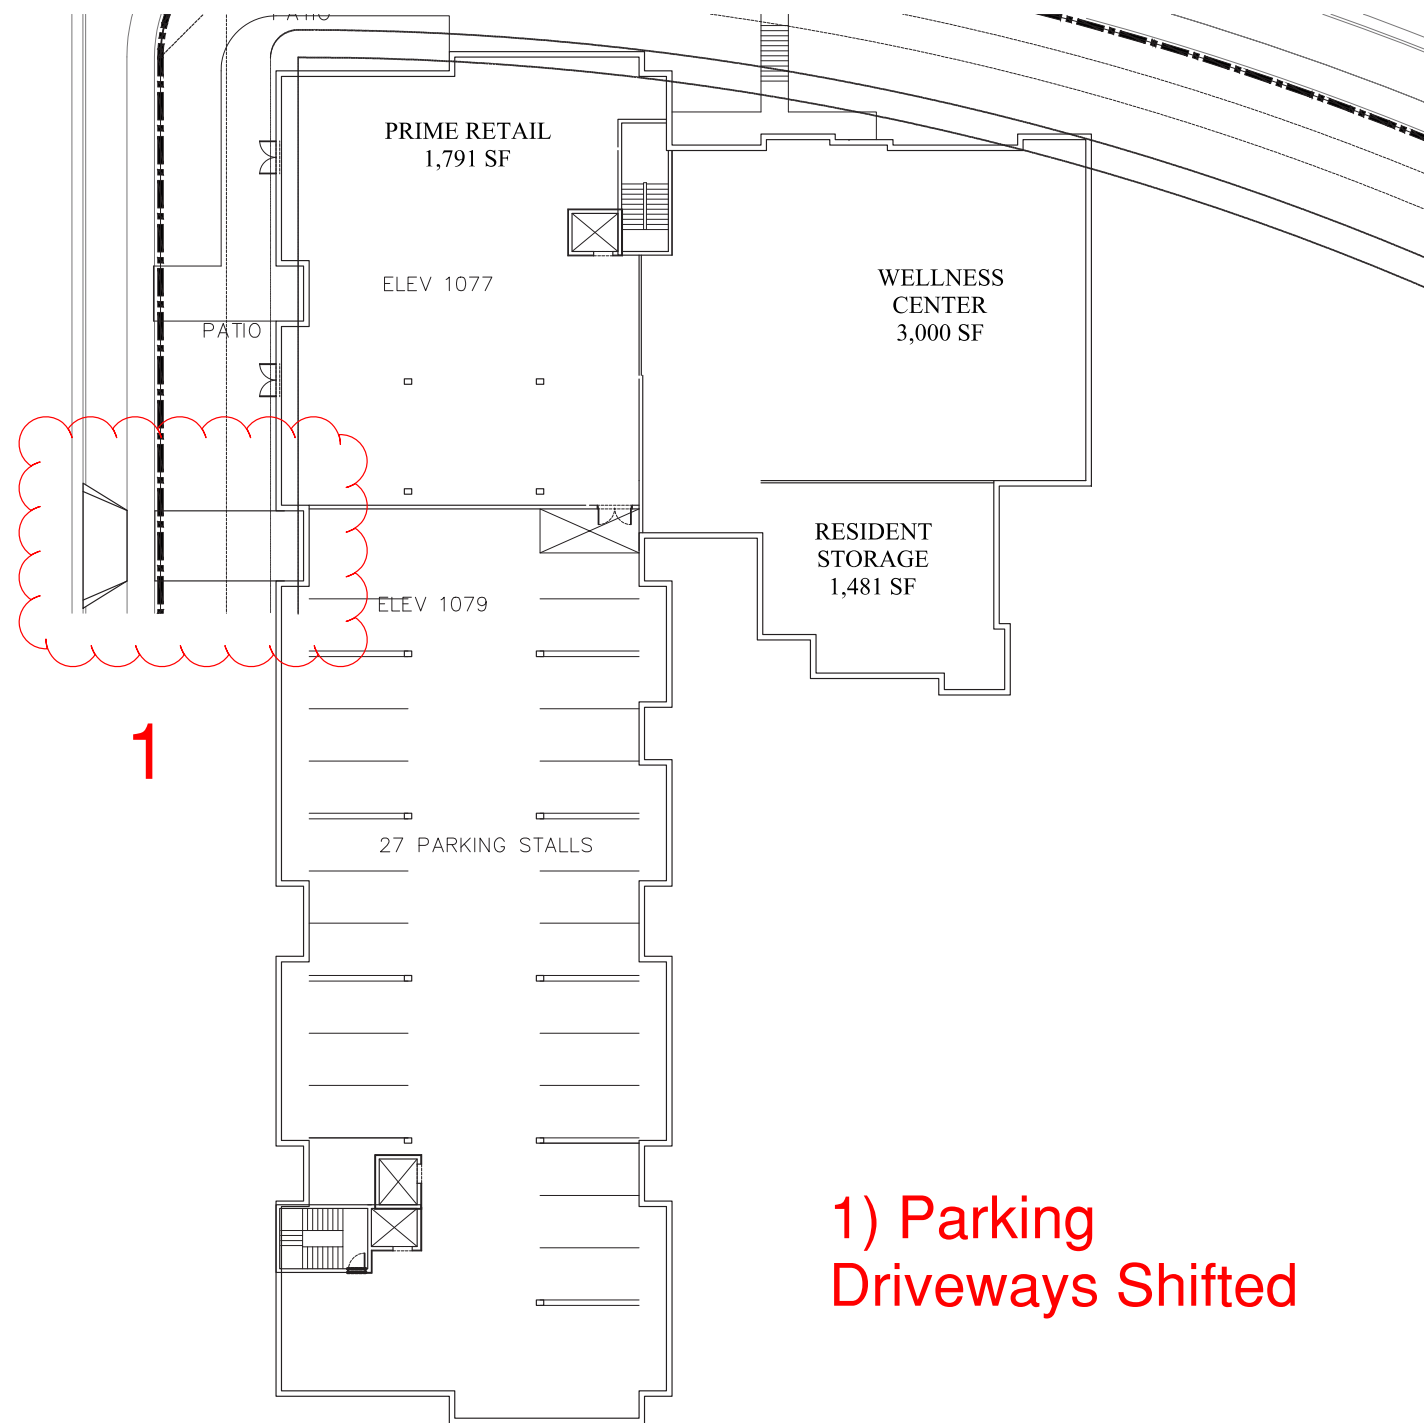 PATIO
PRIME RETAIL
1,791 SF
ELEV 1077
WELLNESS
CENTER
3,000 SF
PATIO
RESIDENT
STORAGE
1,481 SF
ELEV 1079
1
27 PARKING STALLS
1) Parking
Driveways Shifted